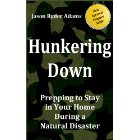 Jason Ryder Adams
Hunkering
Down
Prepping to Stay
in Your Home
During a
Natural Disaster